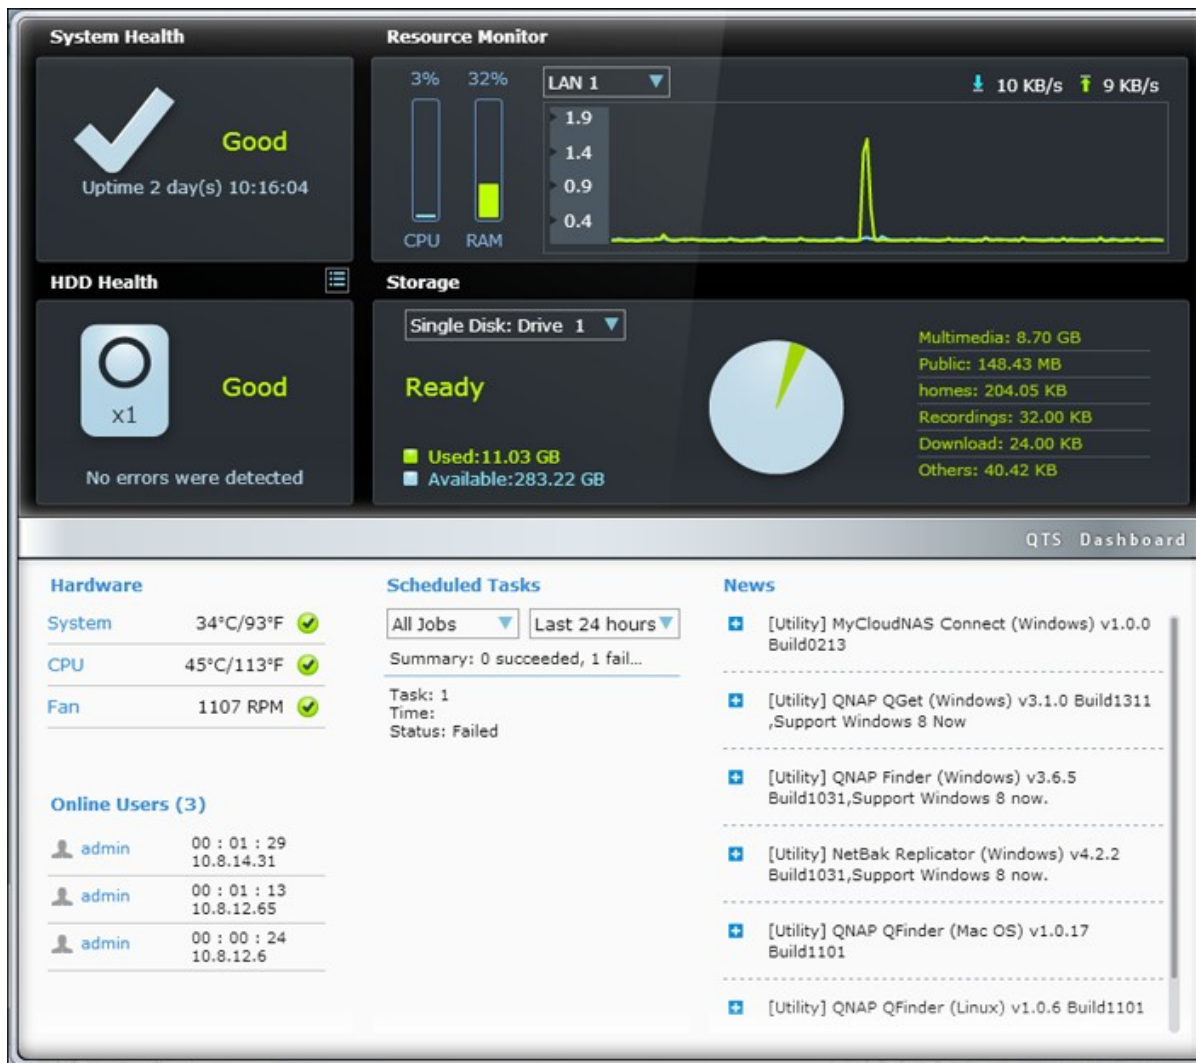 System Health
Good
Uptime 2 day(s) 10:16:04
Resource Monitor
3% 32%
CPU RAM
LAN 1
10 KB/s 9 KB/s
1.9
1.4
0.9
0.4
HDD Health
x1
Good
No errors were detected
Storage
Single Disk: Drive 1
Ready
Used:11.03 GB
Available:283.22 GB
Multimedia: 8.70 GB
Public: 148.43 MB
homes: 204.05 KB
Recordings: 32.00 KB
Download: 24.00 KB
Others: 40.42 KB
QTS Dashboard
Hardware
System 34°C/93°F
CPU 45°C/113°F
Fan 1107 RPM
Online Users (3)
admin 00 : 01 : 29
10.8.14.31
admin 00 : 01 : 13
10.8.12.65
admin 00 : 00 : 24
10.8.12.6
Scheduled Tasks
All Jobs Last 24 hours
Summary: 0 succeeded, 1 fail...
Task: 1
Time:
Status: Failed
News
[Utility] MyCloudNAS Connect (Windows) v1.0.0
Build0213
[Utility] QNAP QGet (Windows) v3.1.0 Build1311
,Support Windows 8 Now
[Utility] QNAP Finder (Windows) v3.6.5
Build1031,Support Windows 8 now.
[Utility] NetBak Replicator (Windows) v4.2.2
Build1031,Support Windows 8 now.
[Utility] QNAP QFinder (Mac OS) v1.0.17
Build1101
[Utility] QNAP QFinder (Linux) v1.0.6 Build1101